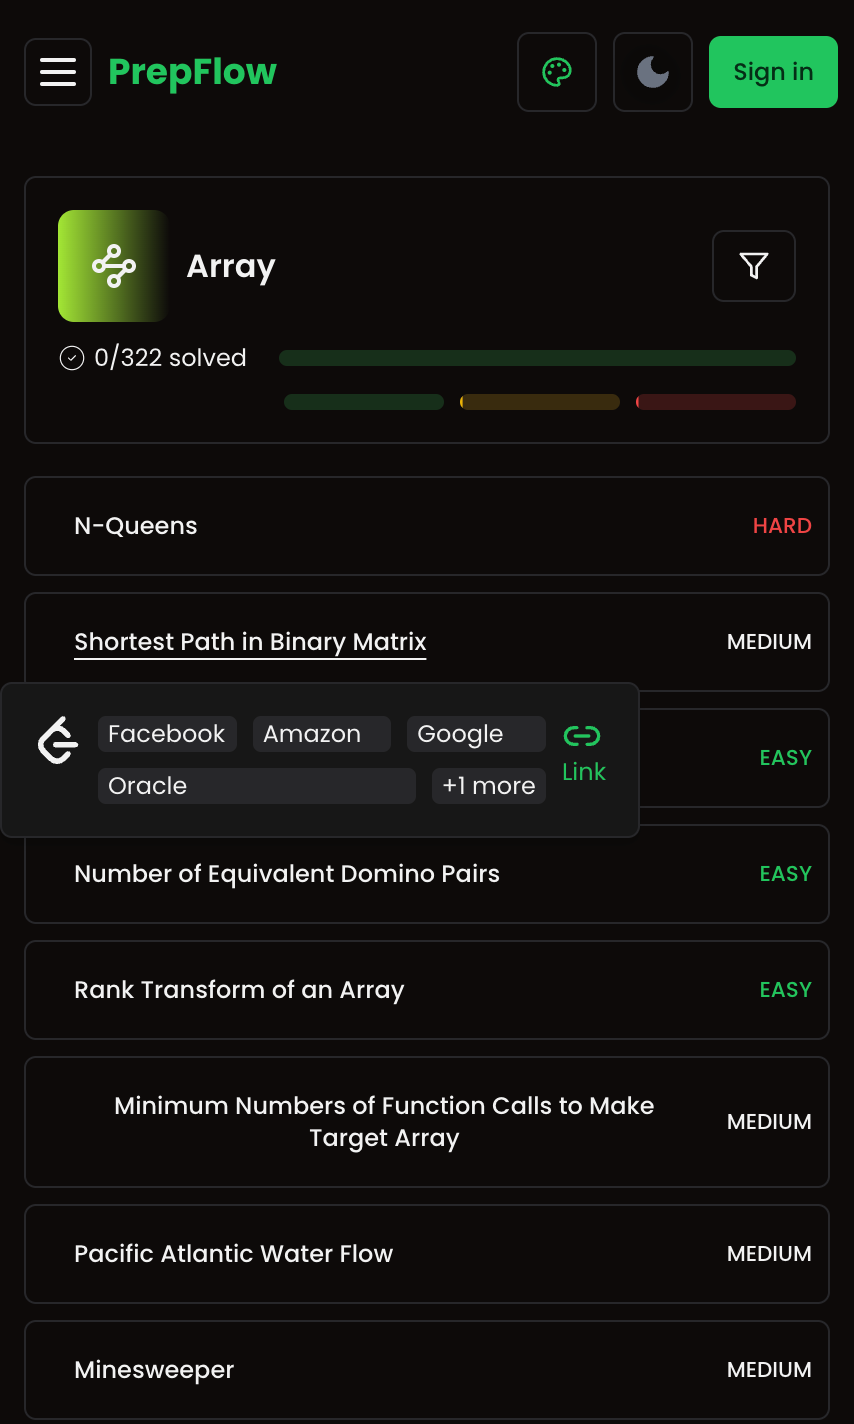 PrepFlow
Sign in
Array
0/322 solved
N-Queens
HARD
Shortest Path in Binary Matrix
MEDIUM
Facebook
Amazon
Google
Link
Oracle
+1 more
EASY
Number of Equivalent Domino Pairs
EASY
Rank Transform of an Array
EASY
Minimum Numbers of Function Calls to Make
Target Array
MEDIUM
Pacific Atlantic Water Flow
MEDIUM
Minesweeper
MEDIUM